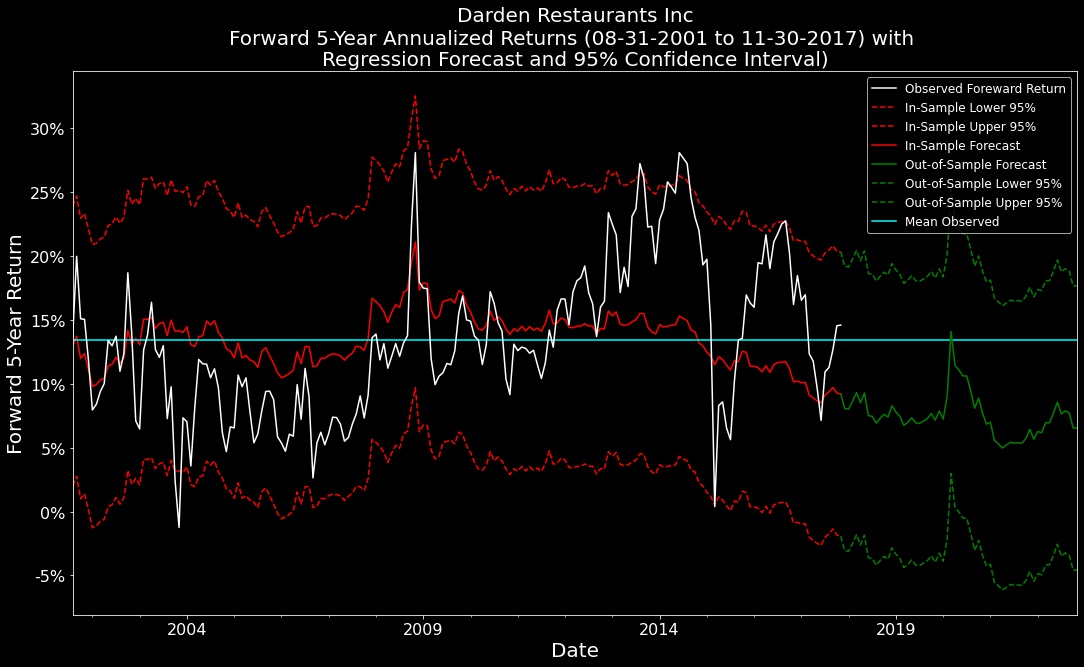 Darden Restaurants Inc
Forward 5-Year Annualized Returns (08-31-2001 to 11-30-2017) with
Regression Forecast and 95% Confidence Interval)
Observed Foreward Return
In-Sample Lower 95%
In-Sample Upper 95%
In-Sample Forecast
Out-of-Sample Forecast
Out-of-Sample Lower 95%
Out-of-Sample Upper 95%
Mean Observed
Forward 5-Year Return
30%
25%
20%
15%
10%
5%
0%
-5%
2004
2009
2014
2019
Date